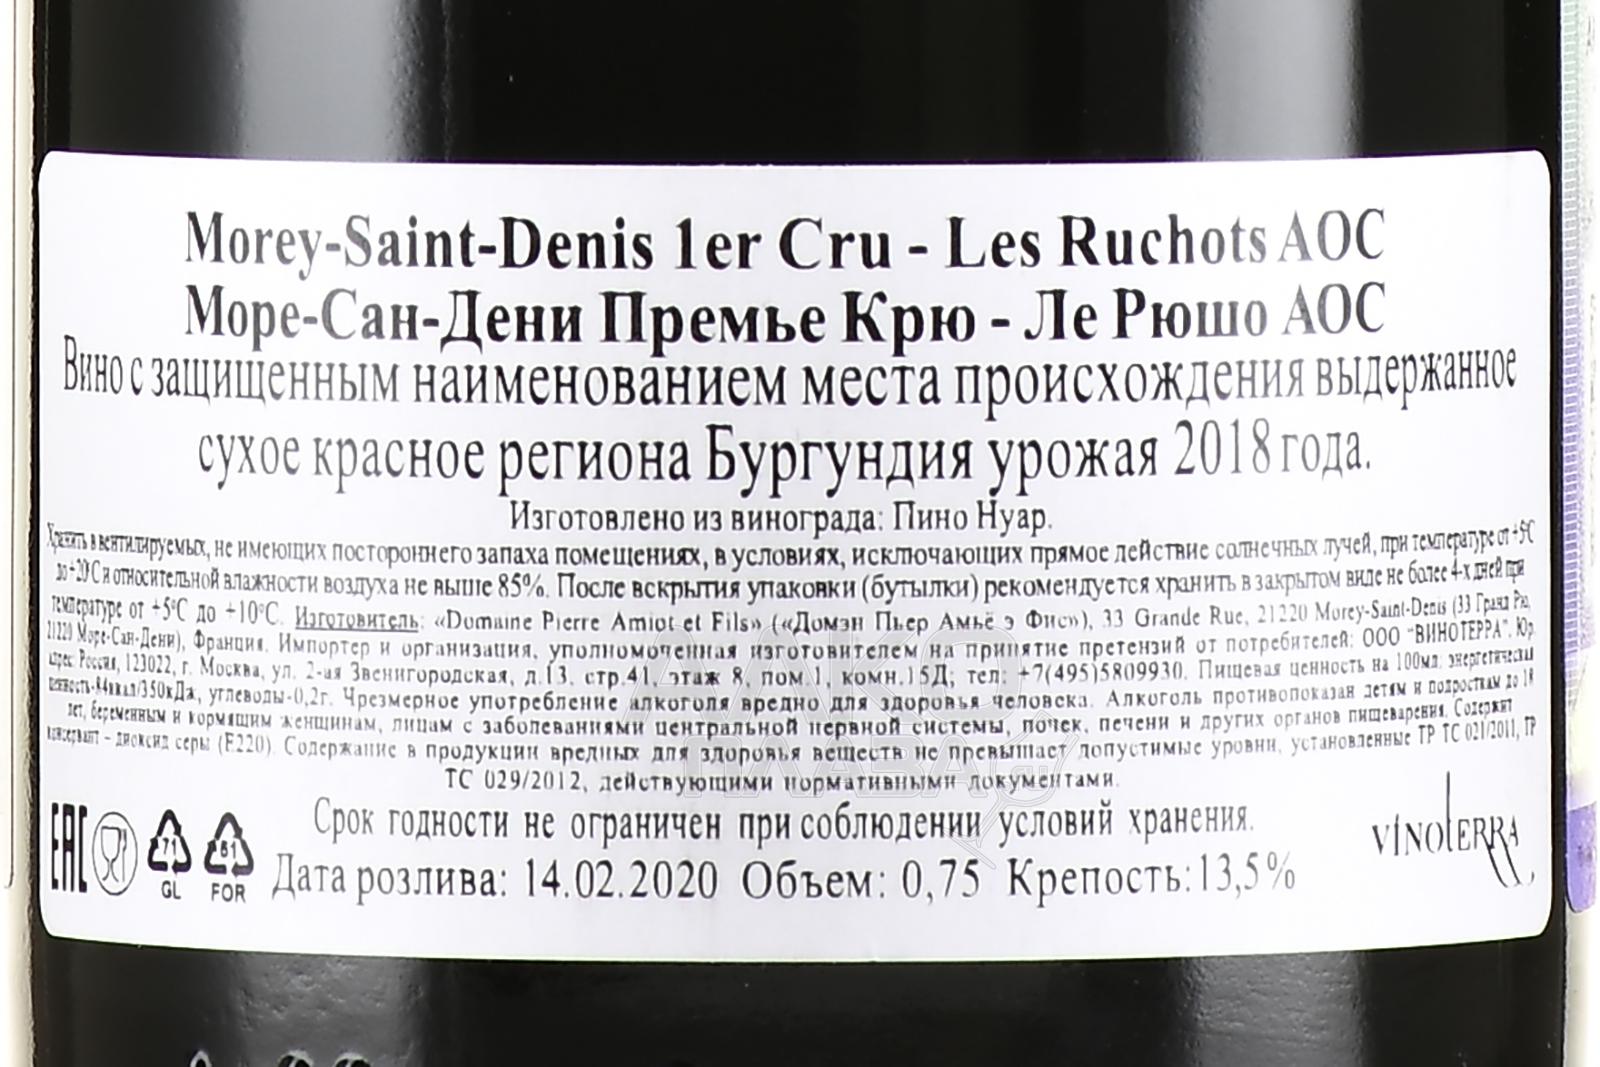 Morey-Saint-Denis 1er Cru - Les Ruchots AOC
Море-Сан-Дени Премье Крю - Ле Рюшо AOC
Вино с защищенным наименованием места происхождения выдержанное
сухое красное региона Бургундия урожая 2018 года.
Изготовлено из винограда: Пино Нуар.
Хранить в вентилируемых, не имеющих постороннего запаха помещениях, в условиях, исключающих прямое действие солнечных лучей, при температуре от +5°C
до +20°C и относительной влажности воздуха не выше 85%. После вскрытия упаковки (бутылки) рекомендуется хранить в закрытом виде не более 4-х дней при
температуре от +5°C до +10°C. Изготовитель: «Domaine Pierre Amiot et Fils» («Домэн Пьер Амьё э Фис»), 33 Grande Rue, 21220 Morey-Saint-Denis (33 Гранд Рю,
21220 Море-Сан-Дени), Франция. Импортер и организация, уполномоченная изготовителем на принятие претензий от потребителей: ООО "ВИНОТЕРРА". Юр.
адрес: Россия, 123022, г. Москва, ул. 2-ая Звенигородская, д.13, стр.41, этаж 8, пом.1, комн.15Д; тел: +7(495)5809930. Пищевая ценность на 100мл: энергетическая
ценность-84ккал/350кДж, углеводы-0,2г. Чрезмерное употребление алкоголя вредно для здоровья человека. Алкоголь противопоказан детям и подросткам до 18
лет, беременным и кормящим женщинам, лицам с заболеваниями центральной нервной системы, почек, печени и других органов пищеварения. Содержит
консервант – диоксид серы (E220). Содержание в продукции вредных для здоровья веществ не превышает допустимые уровни, установленные ТР ТС 021/2011, ТР
ТС 029/2012, действующими нормативными документами.
Срок годности не ограничен при соблюдении условий хранения.
EAC 71 GL 61 FOR
Дата розлива: 14.02.2020 Объем: 0,75 Крепость:13,5%
VINOTERRA
АЛКО
ПЛАЗА
.ru